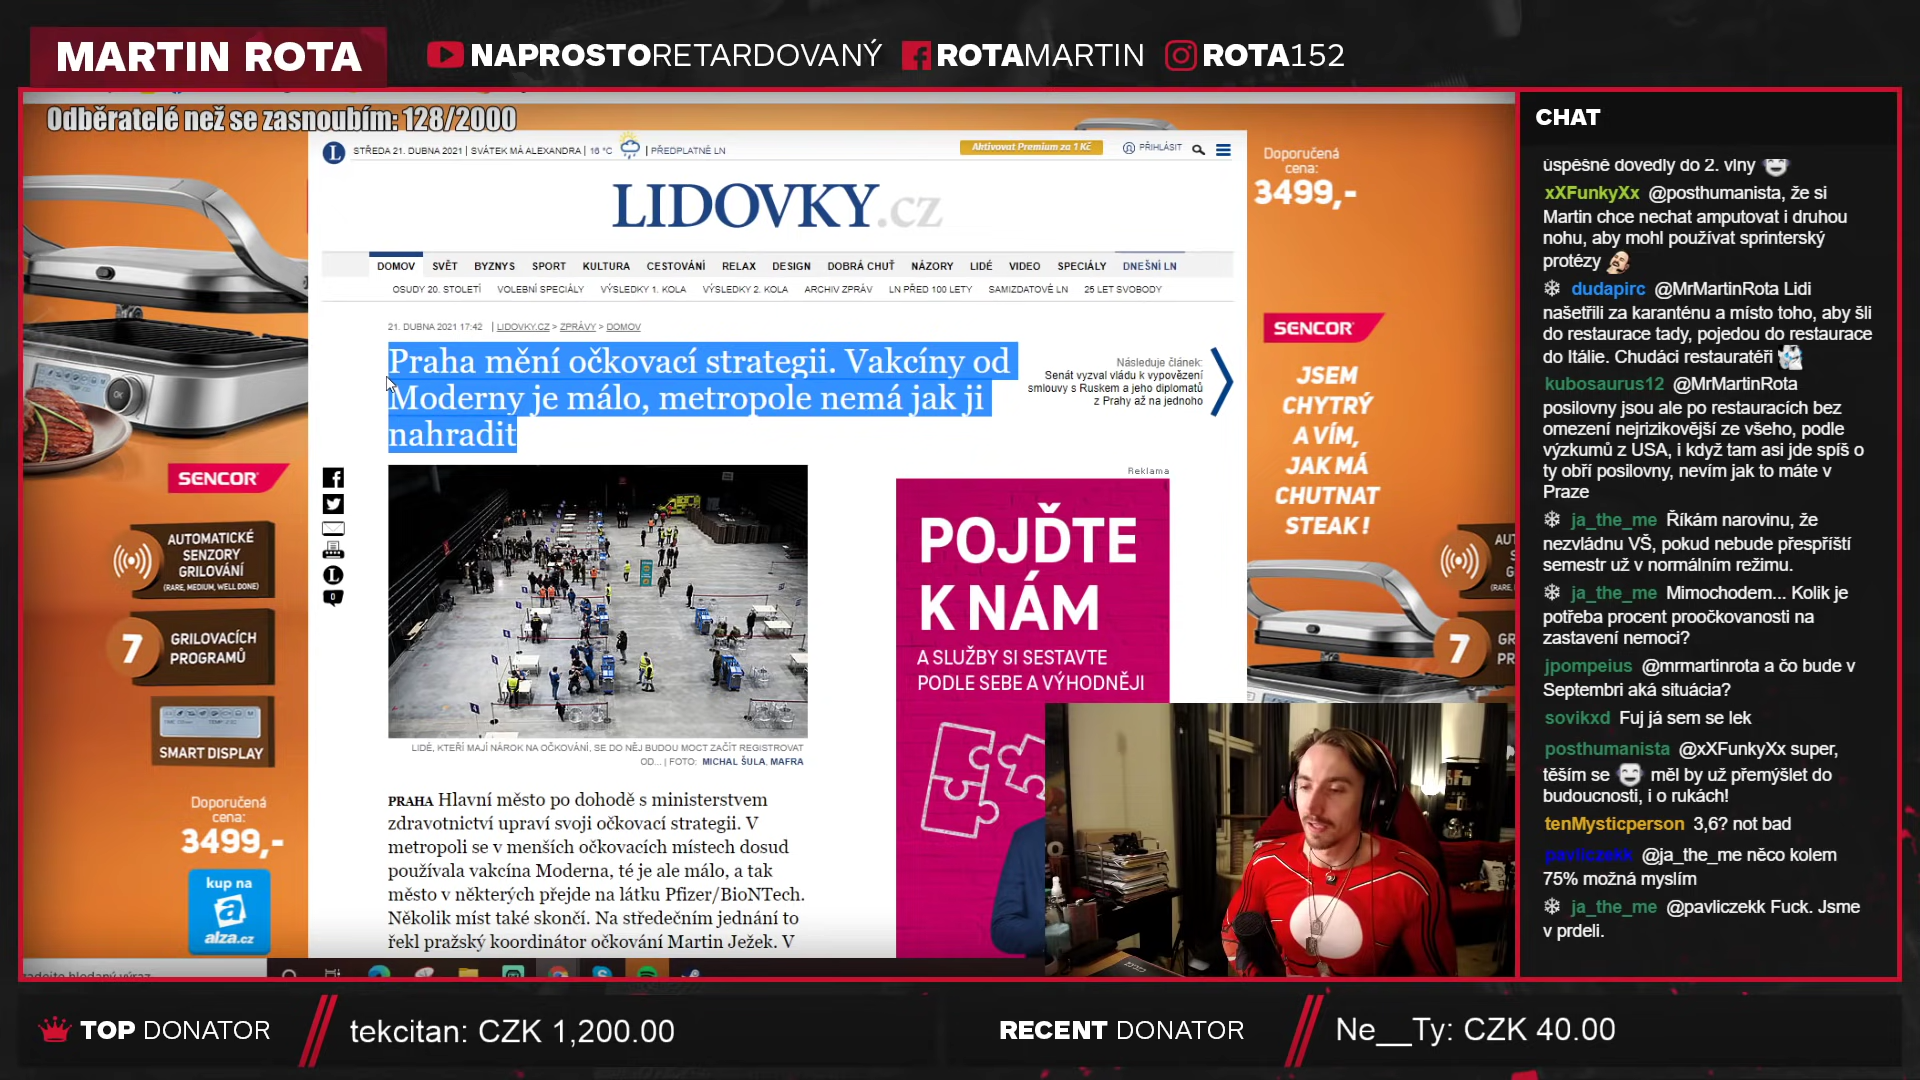 MARTIN ROTA
NAPROSTORETARDOVANÝ
ROTAMARTIN
ROTA152
Odběratelé než se zasnoubím: 128/2000
STŘEDA 21. DUBNA 2021 | SVÁTEK MÁ ALEXANDRA | 16 °C | PŘEDPLATNÉ LN
Aktivovat Premium za 1 Kč
PŘIHLÁSIT
LIDOVKY.cz
DOMOV SVĚT BYZNYS SPORT KULTURA CESTOVÁNÍ RELAX DESIGN DOBRÁ CHUŤ NÁZORY LIDÉ VIDEO SPECIÁLY DNEŠNÍ LN
OSUDY 20. STOLETÍ VOLEBNÍ SPECIÁLY VÝSLEDKY 1. KOLA VÝSLEDKY 2. KOLA ARCHIV ZPRÁV LN PŘED 100 LETY SAMIZDATOVÉ LN 25 LET SVOBODY
21. DUBNA 2021 17:42 | LIDOVKY.CZ > ZPRÁVY > DOMOV
Praha mění očkovací strategii. Vakcíny od
Moderny je málo, metropole nemá jak ji
nahradit
Následuje článek:
Senát vyzval vládu k vypovězení
smlouvy s Ruskem a jeho diplomatů
z Prahy až na jednoho
LIDÉ, KTEŘÍ MAJÍ NÁROK NA OČKOVÁNÍ, SE DO NĚJ BUDOU MOCT ZAČÍT REGISTROVAT
OD... | FOTO: MICHAL ŠULA, MAFRA
PRAHA Hlavní město po dohodě s ministerstvem
zdravotnictví upraví svoji očkovací strategii. V
metropoli se v menších očkovacích místech dosud
používala vakcína Moderna, té je ale málo, a tak
město v některých přejde na látku Pfizer/BioNTech.
Několik míst také skončí. Na středečním jednání to
řekl pražský koordinátor očkování Martin Ježek. V
Reklama
POJĎTE
K NÁM
A SLUŽBY SI SESTAVTE
PODLE SEBE A VÝHODNĚJI
OK
SENCOR
AUTOMATICKÉ
SENZORY
GRILOVÁNÍ
(RARE, MEDIUM, WELL DONE)
7
GRILOVACÍCH
PROGRAMŮ
SMART DISPLAY
Doporučená
cena:
3499,-
kup na
a
alza.cz
Doporučená
cena:
3499,-
SENCOR
JSEM
CHYTRÝ
A VÍM,
JAK MÁ
CHUTNAT
STEAK!
7
CHAT
úspěšně dovedly do 2. vlny
xXFunkyXx @posthumanista, že si
Martin chce nechat amputovat i druhou
nohu, aby mohl používat sprinterský
protézy
dudapirc @MrMartinRota Lidi
našetřili za karanténu a místo toho, aby šli
do restaurace tady, pojedou do restaurace
do Itálie. Chudáci restauratéři
kubosaurus12 @MrMartinRota
posilovny jsou ale po restauracích bez
omezení nejrizikovější ze všeho, podle
výzkumů z USA, i když tam asi jde spíš o
ty obří posilovny, nevím jak to máte v
Praze
ja_the_me Říkám narovinu, že
nezvládnu VŠ, pokud nebude přespříští
semestr už v normálním režimu.
ja_the_me Mimochodem... Kolik je
potřeba procent proočkovanosti na
zastavení nemoci?
jpompeius @mrmartinrota a čo bude v
Septembri aká situácia?
sovikxd Fuj já sem se lek
posthumanista @xXFunkyXx super,
těším se měl by už přemýšlet do
budoucnosti, i o rukách!
tenMysticperson 3,6? not bad
pavliczekk @ja_the_me něco kolem
75% možná myslím
ja_the_me @pavliczekk Fuck. Jsme
v prdeli.
TOP DONATOR
tekcitan: CZK 1,200.00
RECENT DONATOR
Ne__Ty: CZK 40.00